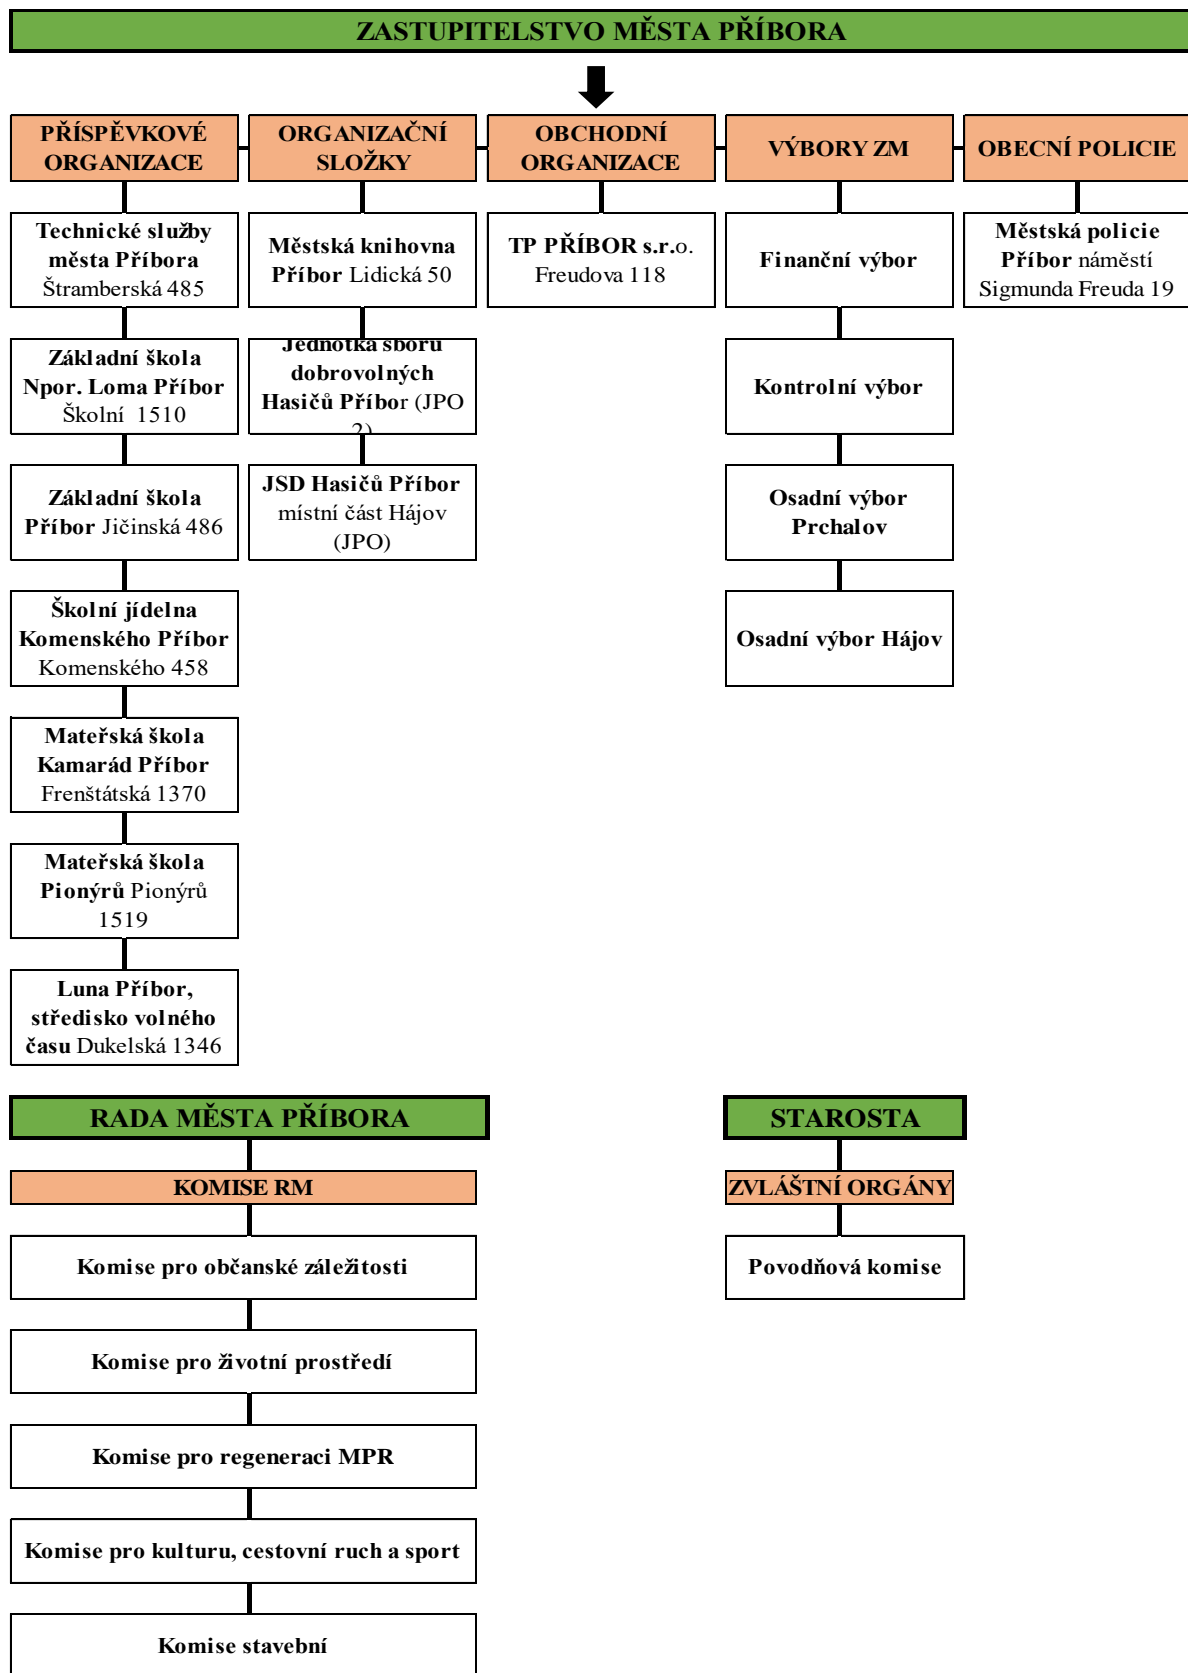 ZASTUPITELSTVO MĚSTA PŘÍBORA
PŘÍSPĚVKOVÉ
ORGANIZACE
ORGANIZAČNÍ
SLOŽKY
OBCHODNÍ
ORGANIZACE
VÝBORY ZM
OBECNÍ POLICIE
Technické služby
města Příbora
Štramberská 485
Městská knihovna
Příbor Lidická 50
TP PŘÍBOR s.r.o.
Freudova 118
Finanční výbor
Městská policie
Příbor náměstí
Sigmunda Freuda 19
Základní škola
Npor. Loma Příbor
Školní 1510
Jednotka sboru
dobrovolných
Hasičů Příbor (JPO
2)
Kontrolní výbor
Základní škola
Příbor Jičinská 486
JSD Hasičů Příbor
místní část Hájov
(JPO)
Osadní výbor
Prchalov
Školní jídelna
Komenského Příbor
Komenského 458
Osadní výbor Hájov
Mateřská škola
Kamarád Příbor
Frenštátská 1370
Mateřská škola
Pionýrů Pionýrů
1519
Luna Příbor,
středisko volného
času Dukelská 1346
RADA MĚSTA PŘÍBORA
KOMISE RM
Komise pro občanské záležitosti
Komise pro životní prostředí
Komise pro regeneraci MPR
Komise pro kulturu, cestovní ruch a sport
Komise stavební
STAROSTA
ZVLÁŠTNÍ ORGÁNY
Povodňová komise